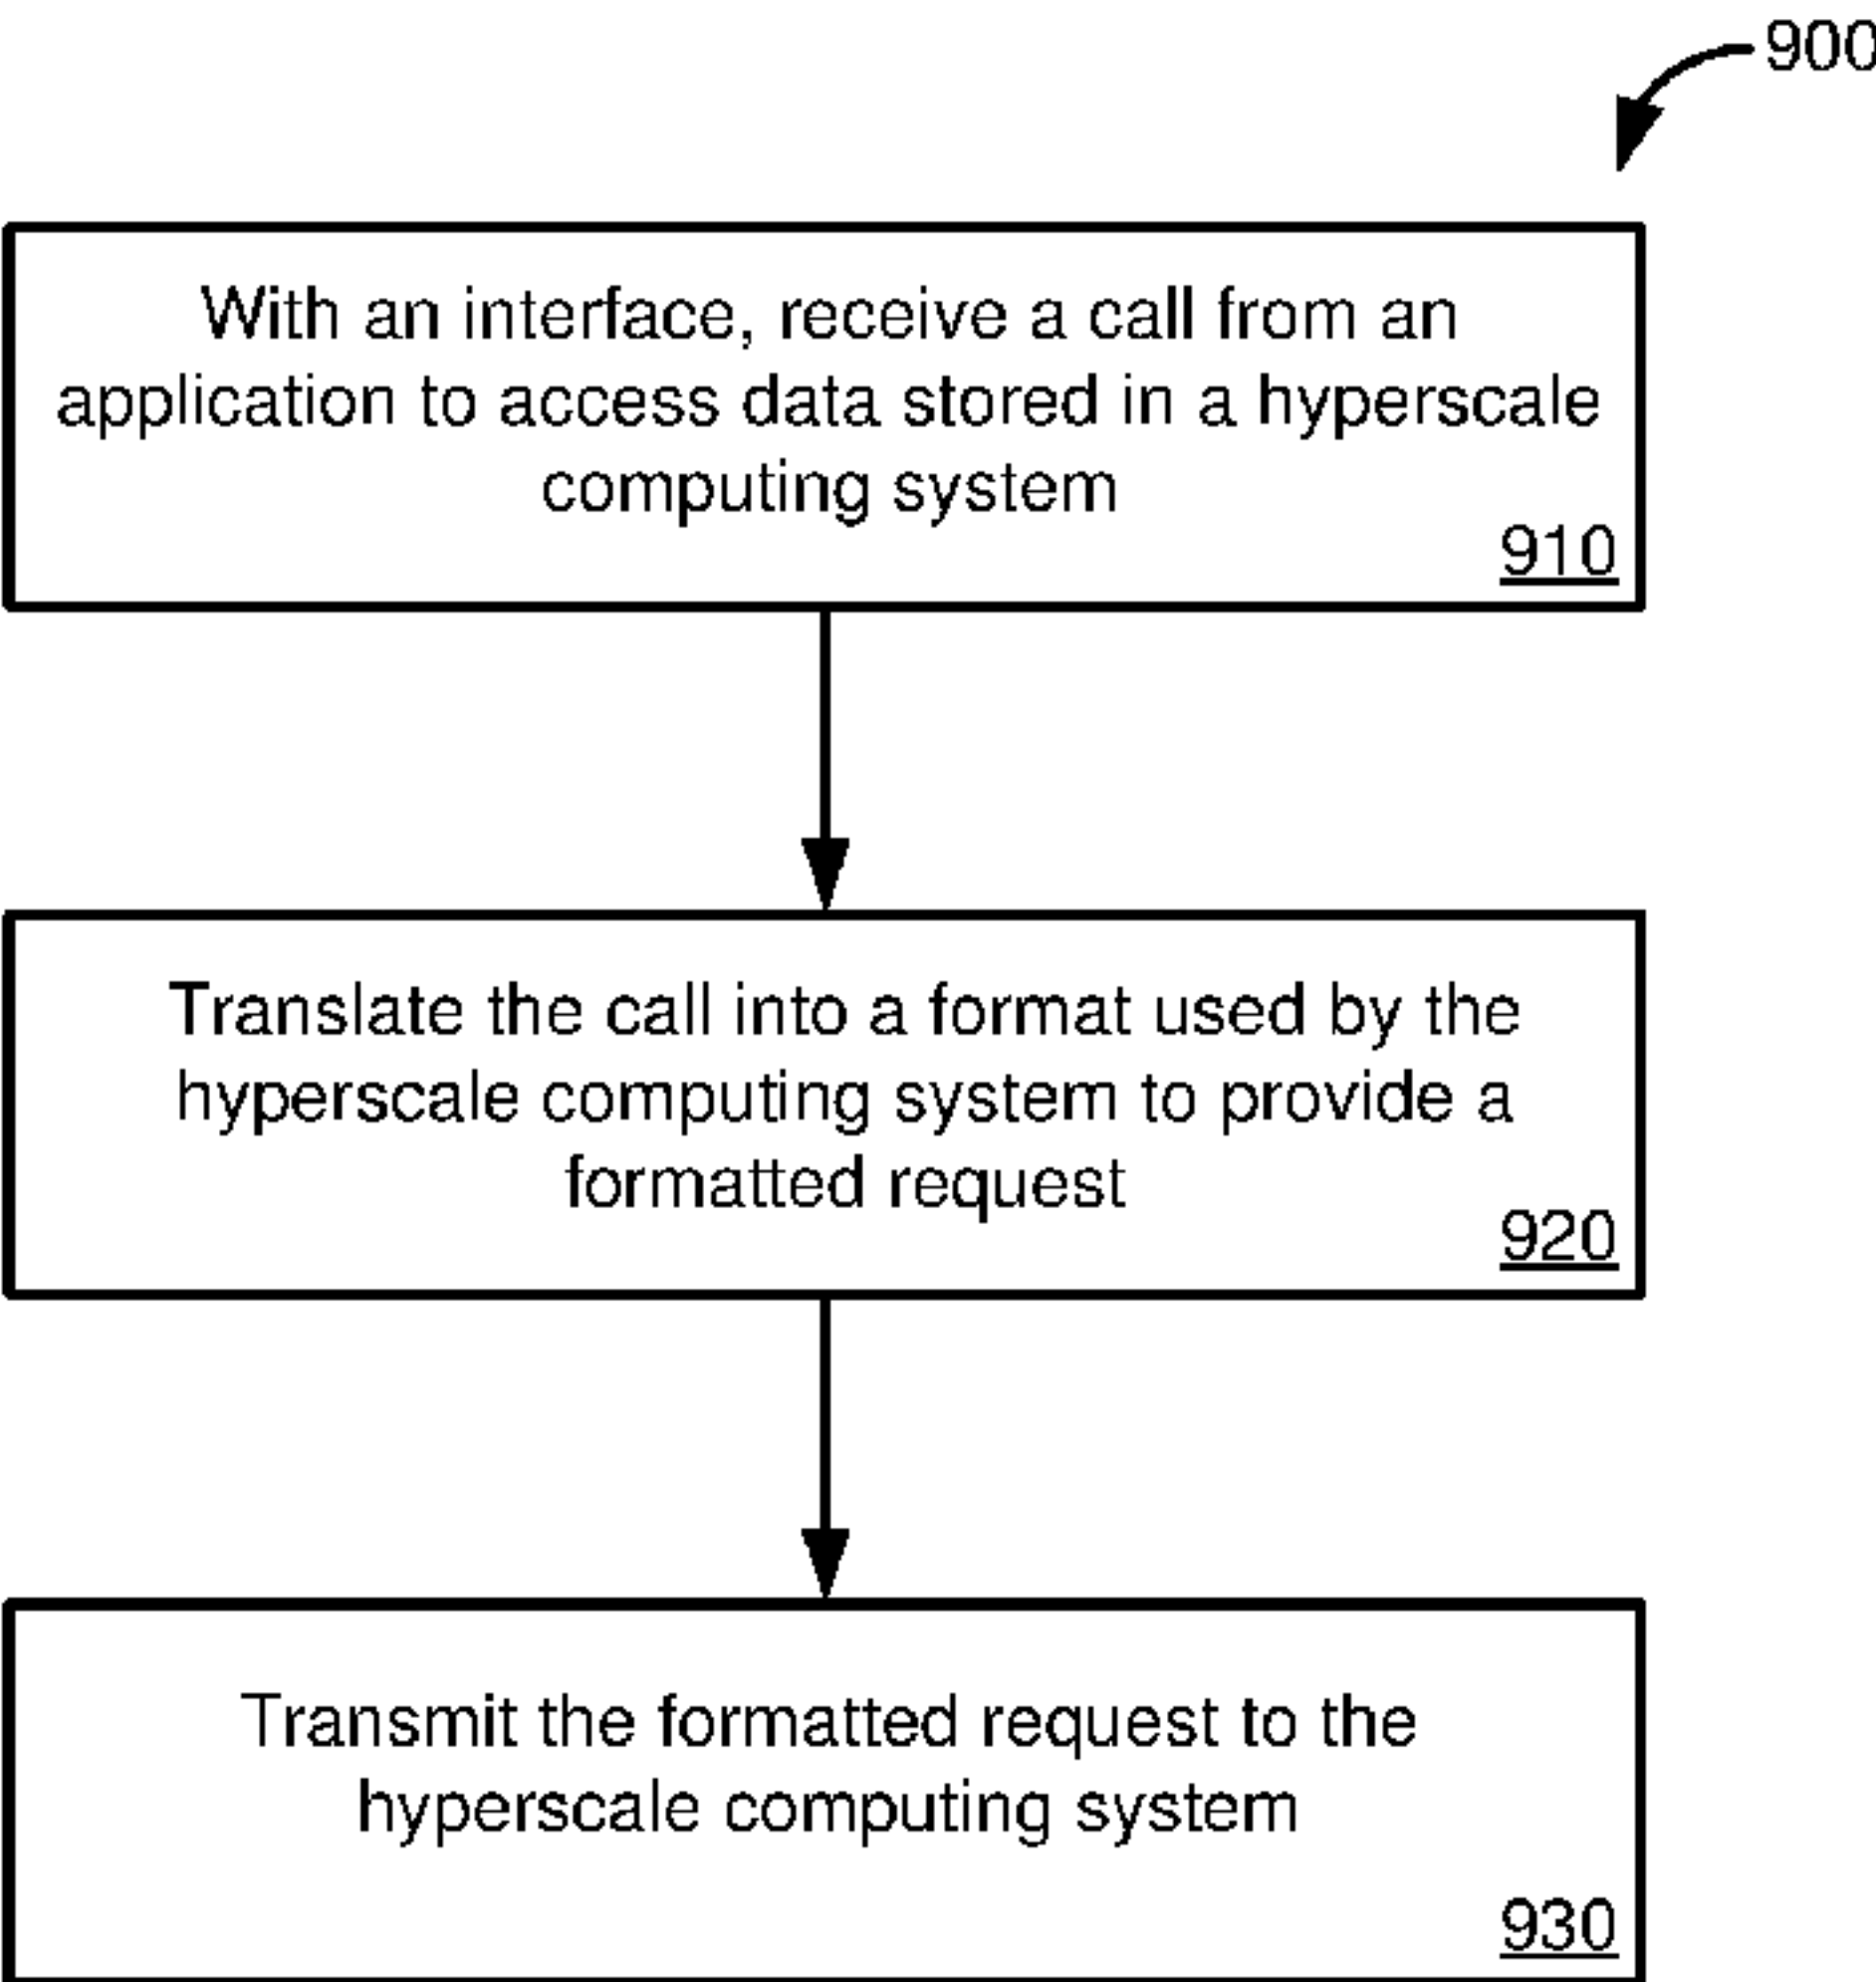 900
With an interface, receive a call from an
application to access data stored in a hyperscale
computing system
910
Translate the call into a format used by the
hyperscale computing system to provide a
formatted request
920
Transmit the formatted request to the
hyperscale computing system
930